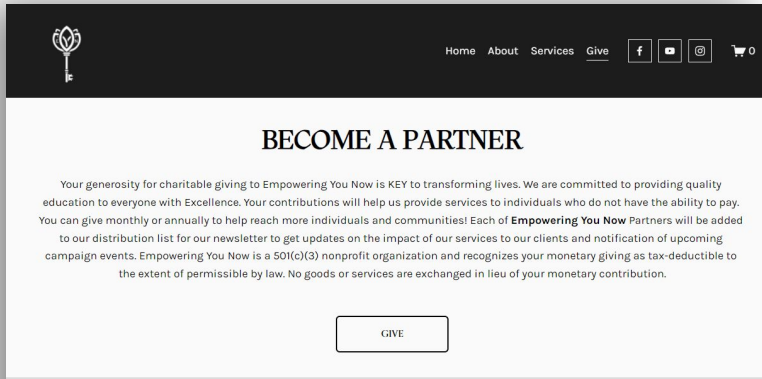 Home About Services Give 0
BECOME A PARTNER
Your generosity for charitable giving to Empowering You Now is KEY to transforming lives. We are committed to providing quality
education to everyone with Excellence. Your contributions will help us provide services to individuals who do not have the ability to pay.
You can give monthly or annually to help reach more individuals and communities! Each of Empowering You Now Partners will be added
to our distribution list for our newsletter to get updates on the impact of our services to our clients and notification of upcoming
campaign events. Empowering You Now is a 501(c)(3) nonprofit organization and recognizes your monetary giving as tax-deductible to
the extent of permissible by law. No goods or services are exchanged in lieu of your monetary contribution.
GIVE